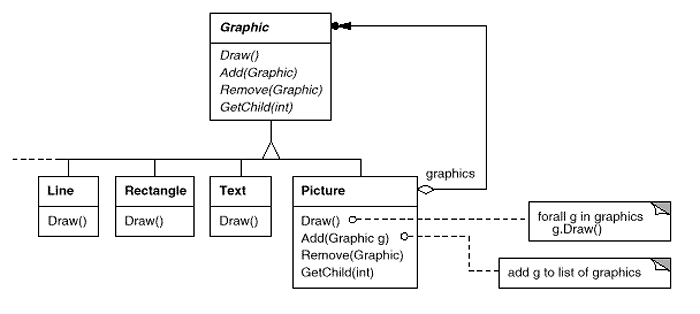 Graphic
Draw()
Add(Graphic)
Remove(Graphic)
GetChild(int)
graphics
Line
Draw()
Rectangle
Draw()
Text
Draw()
Picture
Draw()
Add(Graphic g)
Remove(Graphic)
GetChild(int)
forall g in graphics
g.Draw()
add g to list of graphics